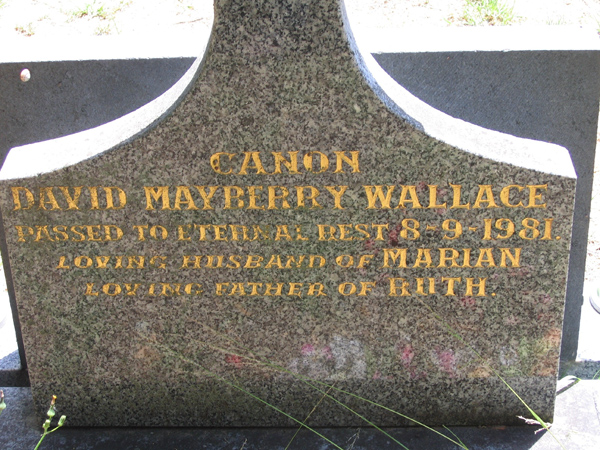 CANON
DAVID MAYBERRY WALLACE
PASSED TO ETERNAL REST 8-9-1981.
LOVING HUSBAND OF MARIAN
LOVING FATHER OF RUTH.